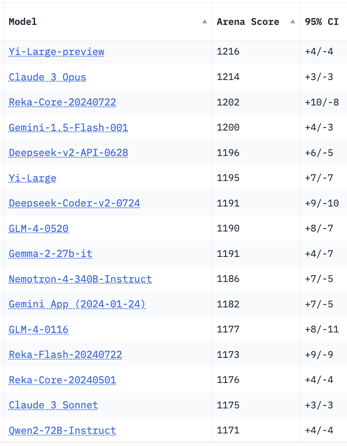 Model Arena Score 95% CI
Yi-Large-preview 1216 +4/-4
Claude 3 Opus 1214 +3/-3
Reka-Core-20240722 1202 +10/-8
Gemini-1.5-Flash-001 1200 +4/-3
Deepseek-v2-API-0628 1196 +6/-5
Yi-Large 1195 +7/-7
Deepseek-Coder-v2-0724 1191 +9/-10
GLM-4-0520 1190 +8/-7
Gemma-2-27b-it 1191 +4/-7
Nemotron-4-340B-Instruct 1186 +7/-5
Gemini App (2024-01-24) 1182 +7/-5
GLM-4-0116 1177 +8/-11
Reka-Flash-20240722 1173 +9/-9
Reka-Core-20240501 1176 +4/-4
Claude 3 Sonnet 1175 +3/-3
Qwen2-72B-Instruct 1171 +4/-4